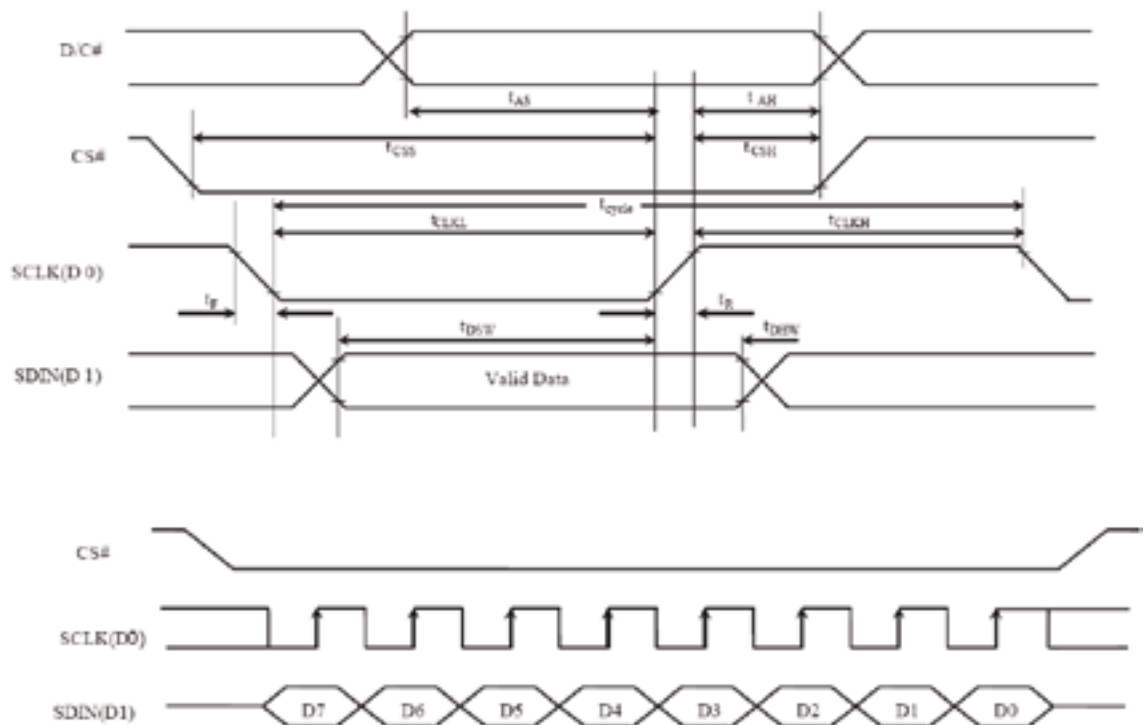 D/C#
tAS
tAH
CS#
tCSS
tCSH
tcycle
tCLKL
tCLKH
SCLK(D0)
tF
tR
tDSW
tDHW
SDIN(D1)
Valid Data
CS#
SCLK(D0)
SDIN(D1)
D7 D6 D5 D4 D3 D2 D1 D0